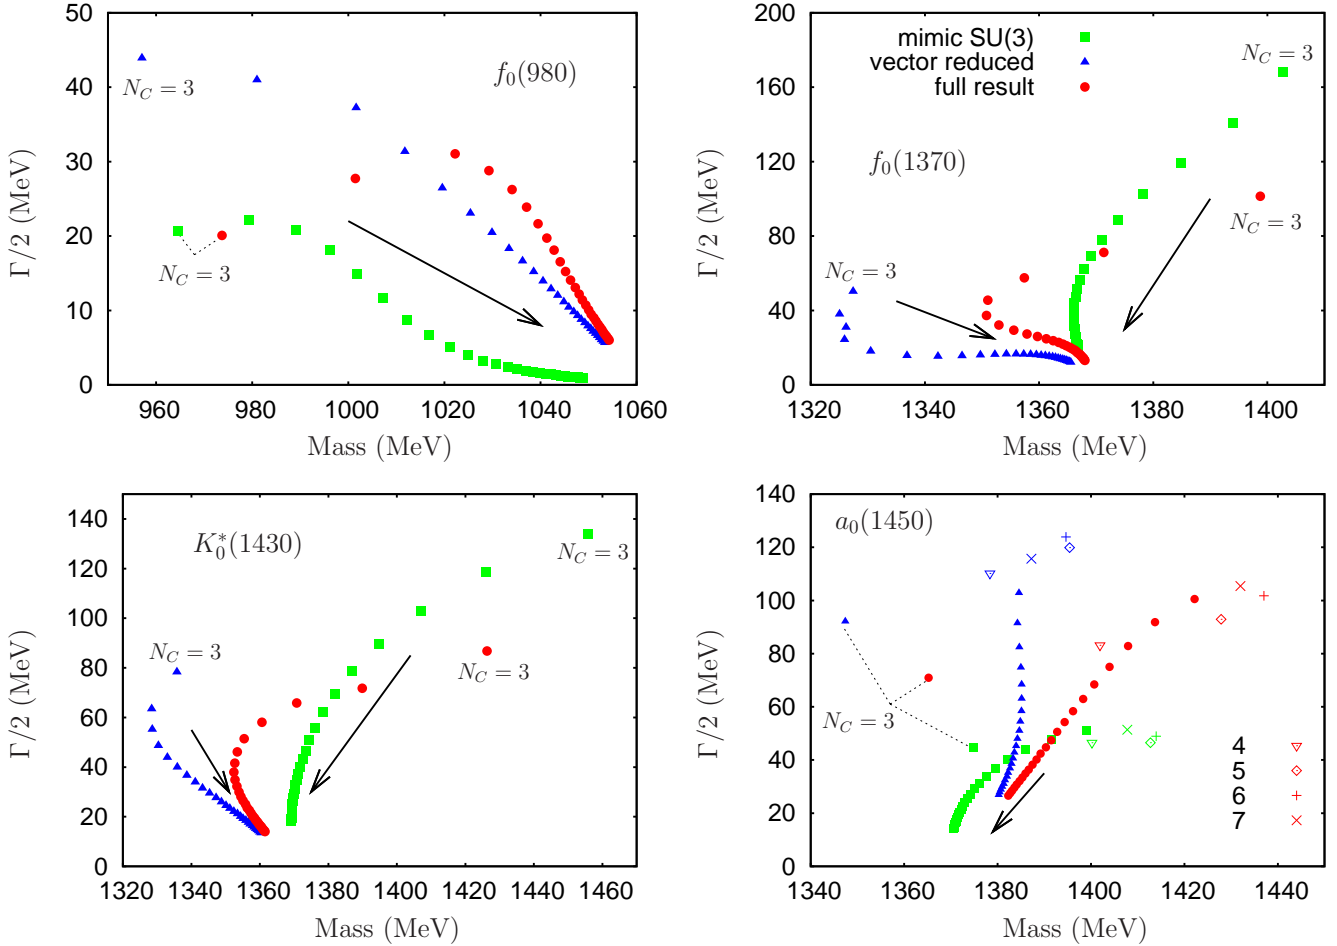 50
40
30
20
10
0
Γ/2 (MeV)
N_C = 3
f_0(980)
N_C = 3
960 980 1000 1020 1040 1060
Mass (MeV)
200
160
120
80
40
0
Γ/2 (MeV)
mimic SU(3)
vector reduced
full result
N_C = 3
f_0(1370)
N_C = 3
N_C = 3
1320 1340 1360 1380 1400
Mass (MeV)
140
120
100
80
60
40
20
0
Γ/2 (MeV)
K_0^*(1430)
N_C = 3
N_C = 3
N_C = 3
1320 1340 1360 1380 1400 1420 1440 1460
Mass (MeV)
140
120
100
80
60
40
20
0
Γ/2 (MeV)
a_0(1450)
N_C = 3
4
5
6
7
1340 1360 1380 1400 1420 1440
Mass (MeV)